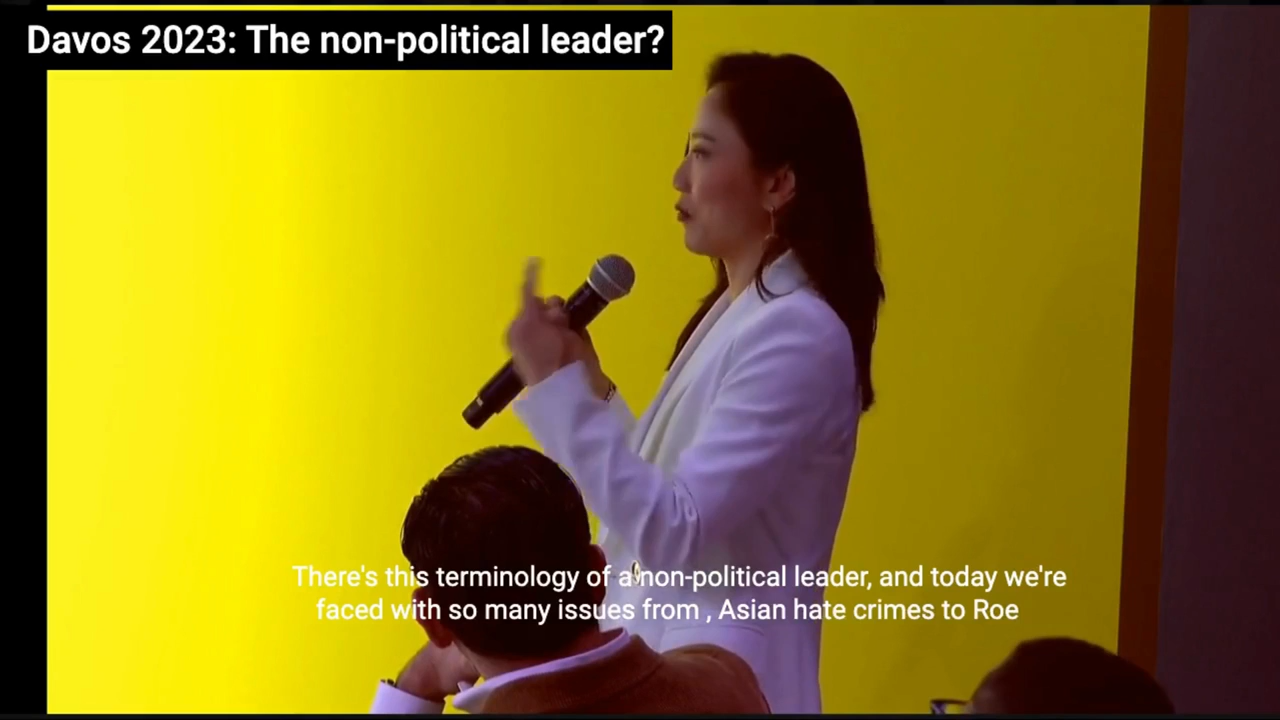 Davos 2023: The non-political leader?
There's this terminology of a non-political leader, and today we're
faced with so many issues from , Asian hate crimes to Roe